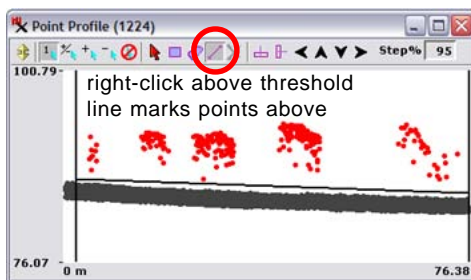 Point Profile (1224)
Step% 95
100.79
right-click above threshold
line marks points above
76.07
0 m
76.38